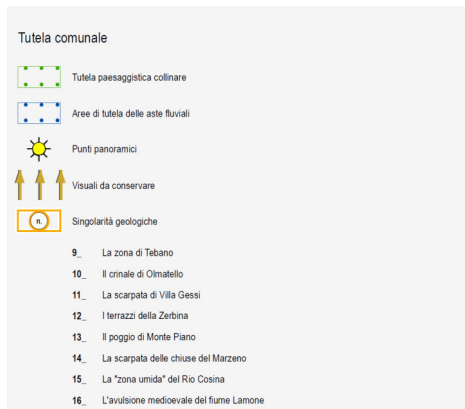 Tutela comunale
Tutela paesaggistica collinare
Aree di tutela delle aste fluviali
Punti panoramici
Visuali da conservare
n. Singolarità geologiche
9_ La zona di Tebano
10_ Il crinale di Olmatello
11_ La scarpata di Villa Gessi
12_ I terrazzi della Zerbina
13_ Il poggio di Monte Piano
14_ La scarpata delle chiuse del Marzeno
15_ La "zona umida" del Rio Cosina
16_ L'avulsione medioevale del fiume Lamone